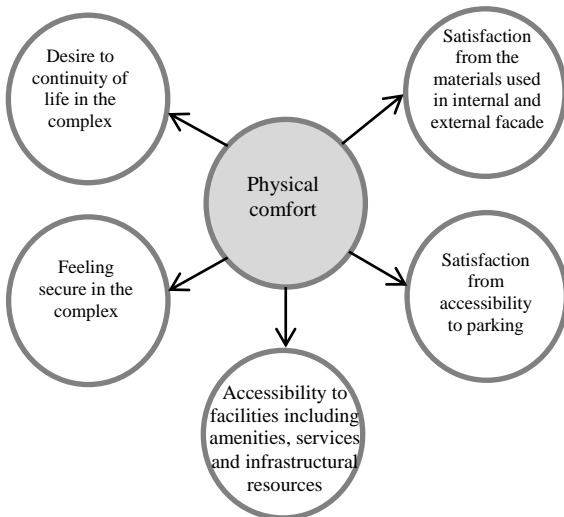 Desire to
continuity of
life in the
complex
Satisfaction
from the
materials used
in internal and
external facade
Physical
comfort
Feeling
secure in the
complex
Satisfaction
from
accessibility
to parking
Accessibility to
facilities including
amenities, services
and infrastructural
resources